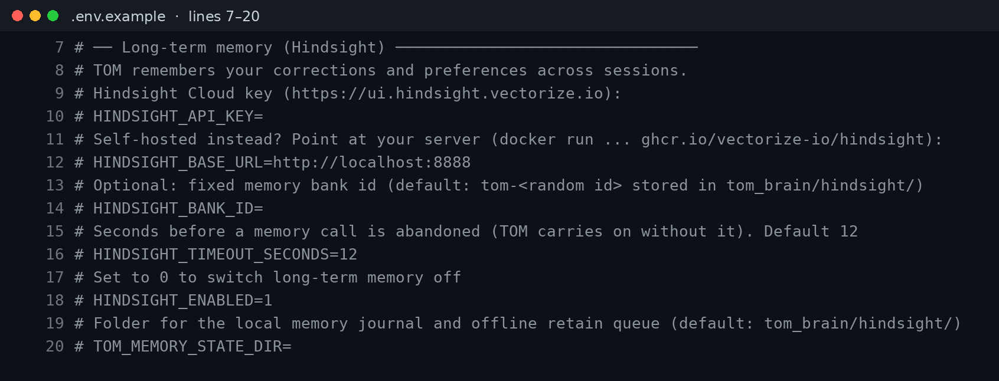 .env.example · lines 7–20
7 # ── Long-term memory (Hindsight) ────────────────────────────────
8 # TOM remembers your corrections and preferences across sessions.
9 # Hindsight Cloud key (https://ui.hindsight.vectorize.io):
10 # HINDSIGHT_API_KEY=
11 # Self-hosted instead? Point at your server (docker run ... ghcr.io/vectorize-io/hindsight):
12 # HINDSIGHT_BASE_URL=http://localhost:8888
13 # Optional: fixed memory bank id (default: tom-<random id> stored in tom_brain/hindsight/)
14 # HINDSIGHT_BANK_ID=
15 # Seconds before a memory call is abandoned (TOM carries on without it). Default 12
16 # HINDSIGHT_TIMEOUT_SECONDS=12
17 # Set to 0 to switch long-term memory off
18 # HINDSIGHT_ENABLED=1
19 # Folder for the local memory journal and offline retain queue (default: tom_brain/hindsight/)
20 # TOM_MEMORY_STATE_DIR=